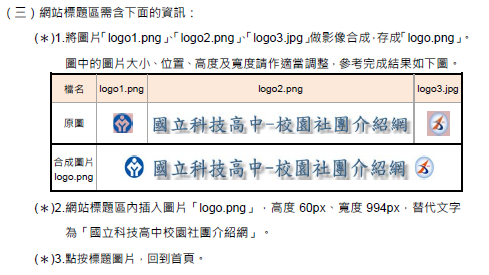 (三)網站標題區需含下面的資訊：
(＊)1.將圖片「logo1.png」、「logo2.png」、「logo3.jpg」做影像合成，存成「logo.png」。
圖中的圖片大小、位置、高度及寬度請作適當調整，參考完成結果如下圖。
檔名 logo1.png logo2.png logo3.jpg
原圖 國立科技高中-校園社團介紹網
合成圖片 國立科技高中-校園社團介紹網
logo.png
(＊)2.網站標題區內插入圖片「logo.png」，高度 60px、寬度 994px，替代文字
為「國立科技高中校園社團介紹網」。
(＊)3.點按標題圖片，回到首頁。